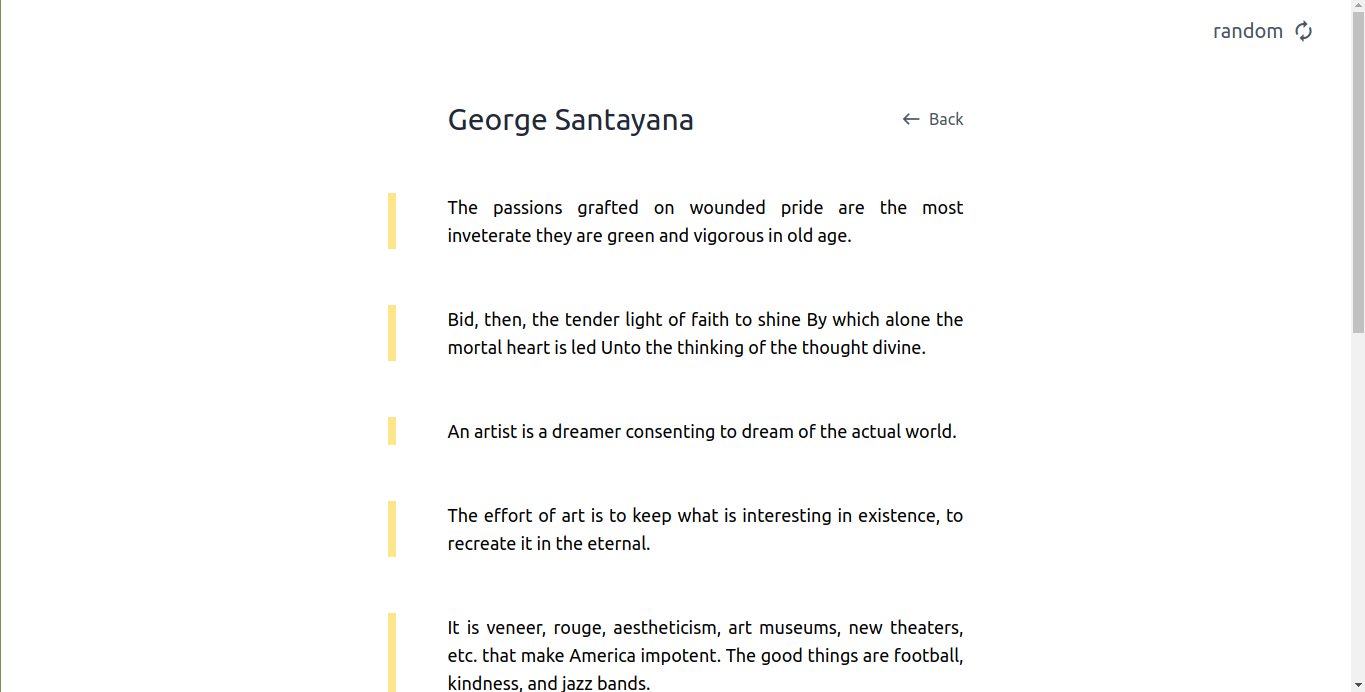 random
George Santayana
Back
The passions grafted on wounded pride are the most
inveterate they are green and vigorous in old age.
Bid, then, the tender light of faith to shine By which alone the
mortal heart is led Unto the thinking of the thought divine.
An artist is a dreamer consenting to dream of the actual world.
The effort of art is to keep what is interesting in existence, to
recreate it in the eternal.
It is veneer, rouge, aestheticism, art museums, new theaters,
etc. that make America impotent. The good things are football,
kindness, and jazz bands.